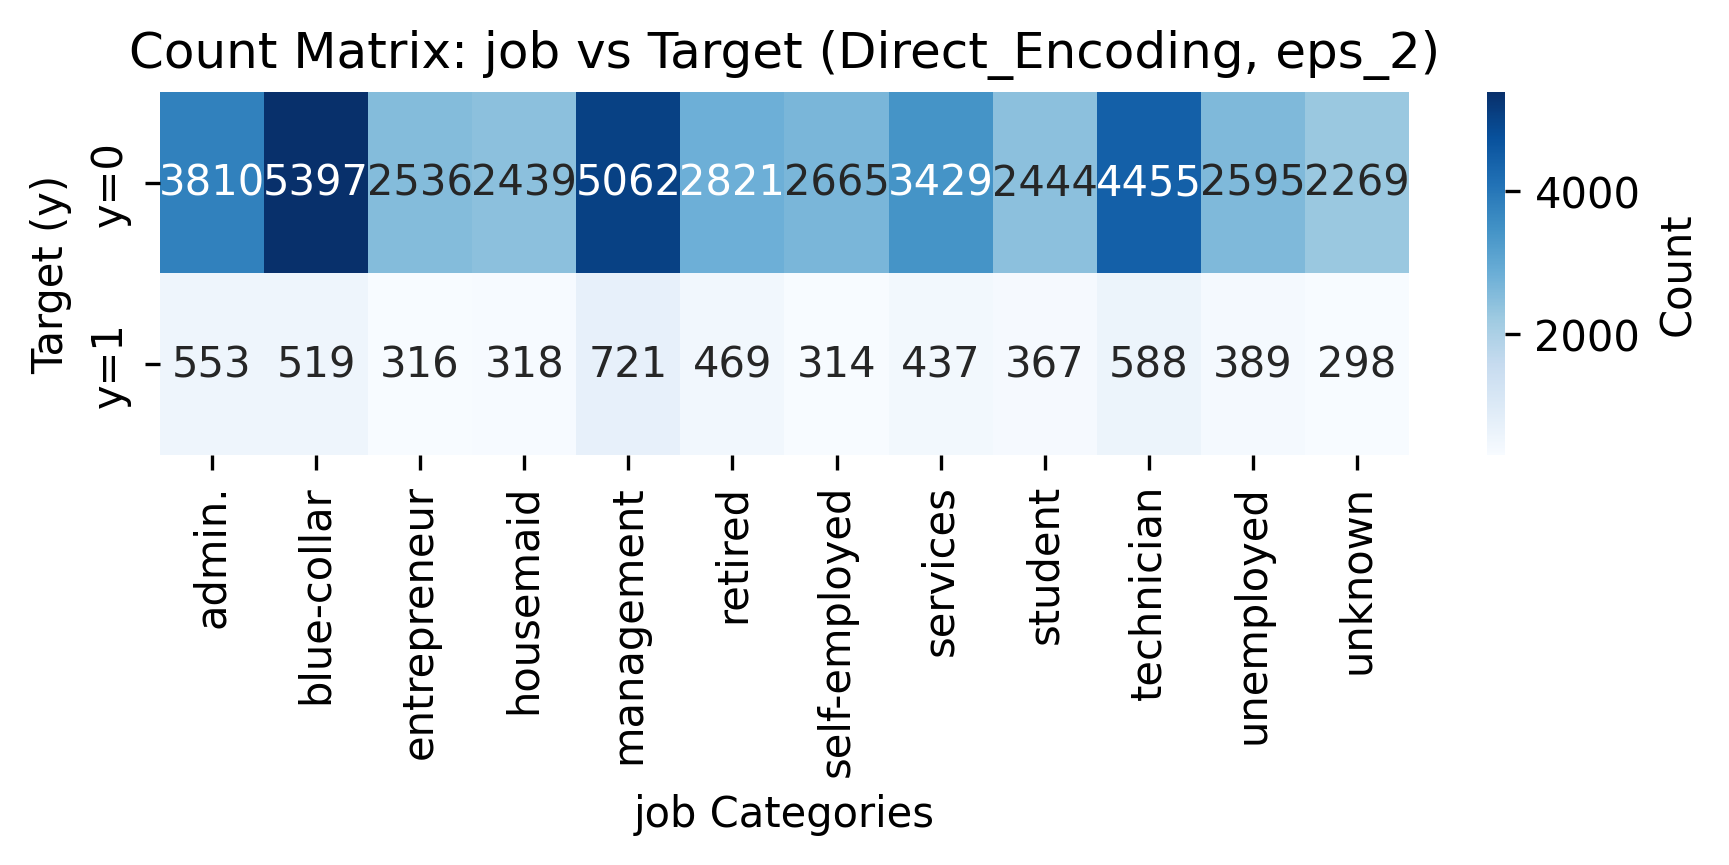 Count Matrix: job vs Target (Direct_Encoding, eps_2)
Target (y)
y=0
3810 5397 2536 2439 5062 2821 2665 3429 2444 4455 2595 2269
y=1
553 519 316 318 721 469 314 437 367 588 389 298
admin.
blue-collar
entrepreneur
housemaid
management
retired
self-employed
services
student
technician
unemployed
unknown
job Categories
4000
2000
Count